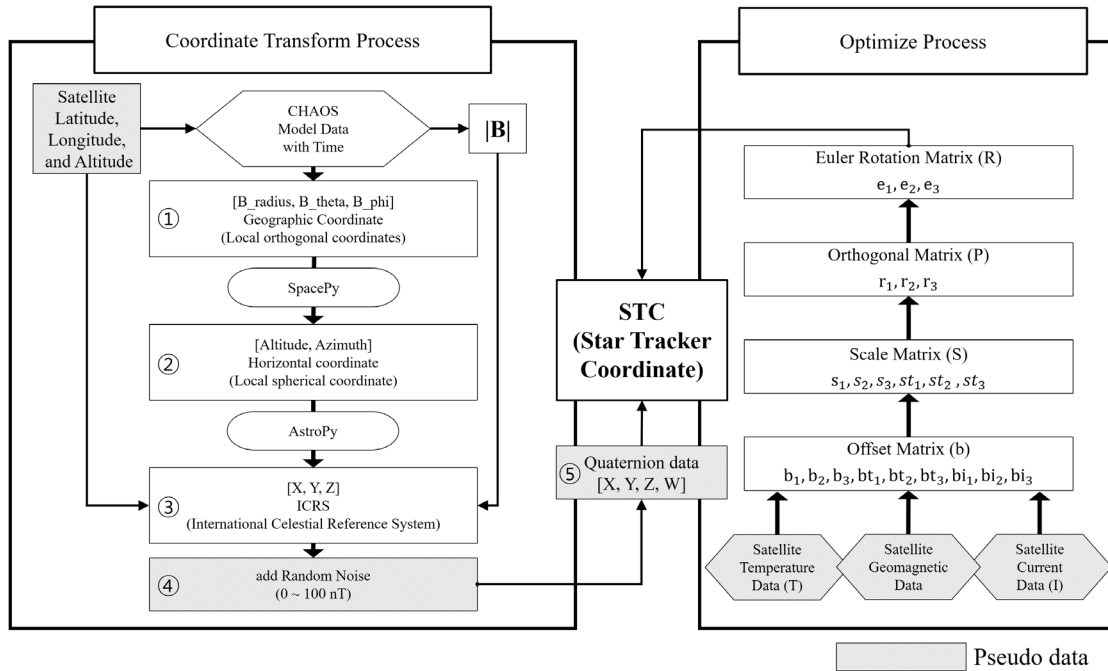 Coordinate Transform Process
Satellite
Latitude,
Longitude,
and Altitude
CHAOS
Model Data
with Time
|B|
①
[B_radius, B_theta, B_phi]
Geographic Coordinate
(Local orthogonal coordinates)
SpacePy
②
[Altitude, Azimuth]
Horizontal coordinate
(Local spherical coordinate)
AstroPy
③
[X, Y, Z]
ICRS
(International Celestial Reference System)
④
add Random Noise
(0 ~ 100 nT)
STC
(Star Tracker
Coordinate)
⑤
Quaternion data
[X, Y, Z, W]
Optimize Process
Euler Rotation Matrix (R)
e₁, e₂, e₃
Orthogonal Matrix (P)
r₁, r₂, r₃
Scale Matrix (S)
s₁, s₂, s₃, st₁, st₂ , st₃
Offset Matrix (b)
b₁, b₂, b₃, bt₁, bt₂, bt₃, bi₁, bi₂, bi₃
Satellite
Temperature
Data (T)
Satellite
Geomagnetic
Data
Satellite
Current
Data (I)
Pseudo data